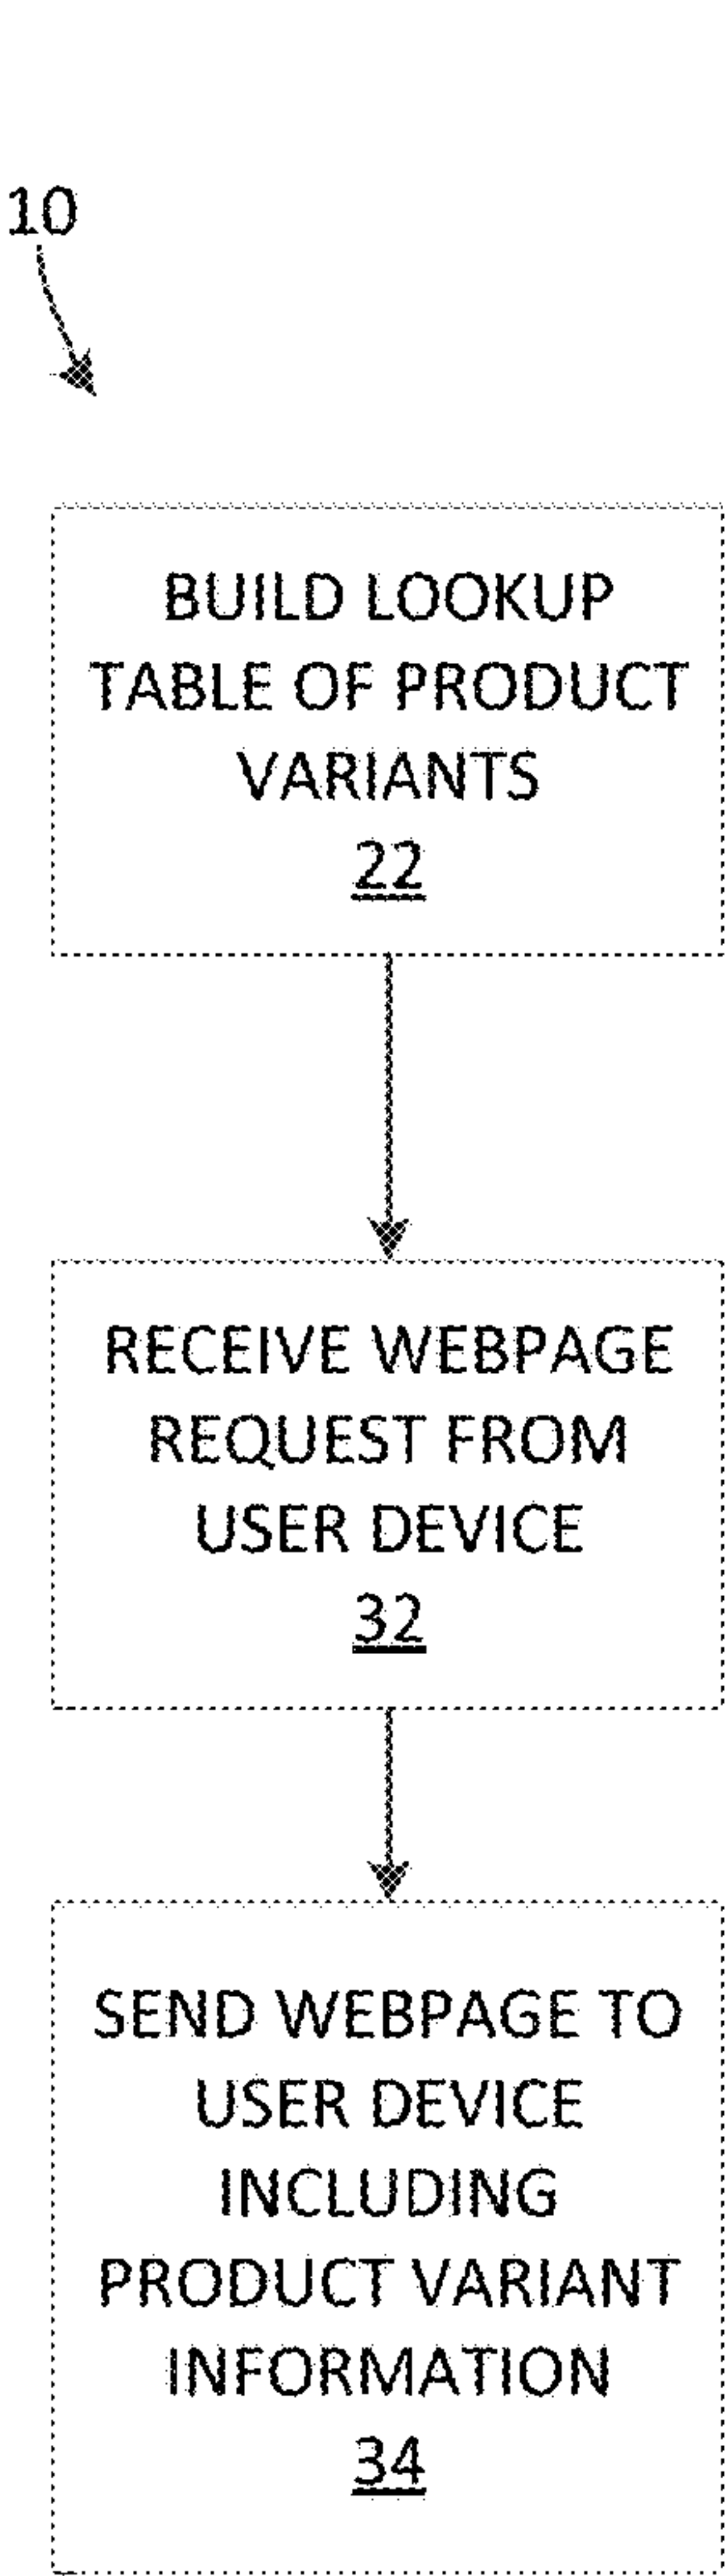 10
BUILD LOOKUP
TABLE OF PRODUCT
VARIANTS
22
RECEIVE WEBPAGE
REQUEST FROM
USER DEVICE
32
SEND WEBPAGE TO
USER DEVICE
INCLUDING
PRODUCT VARIANT
INFORMATION
34